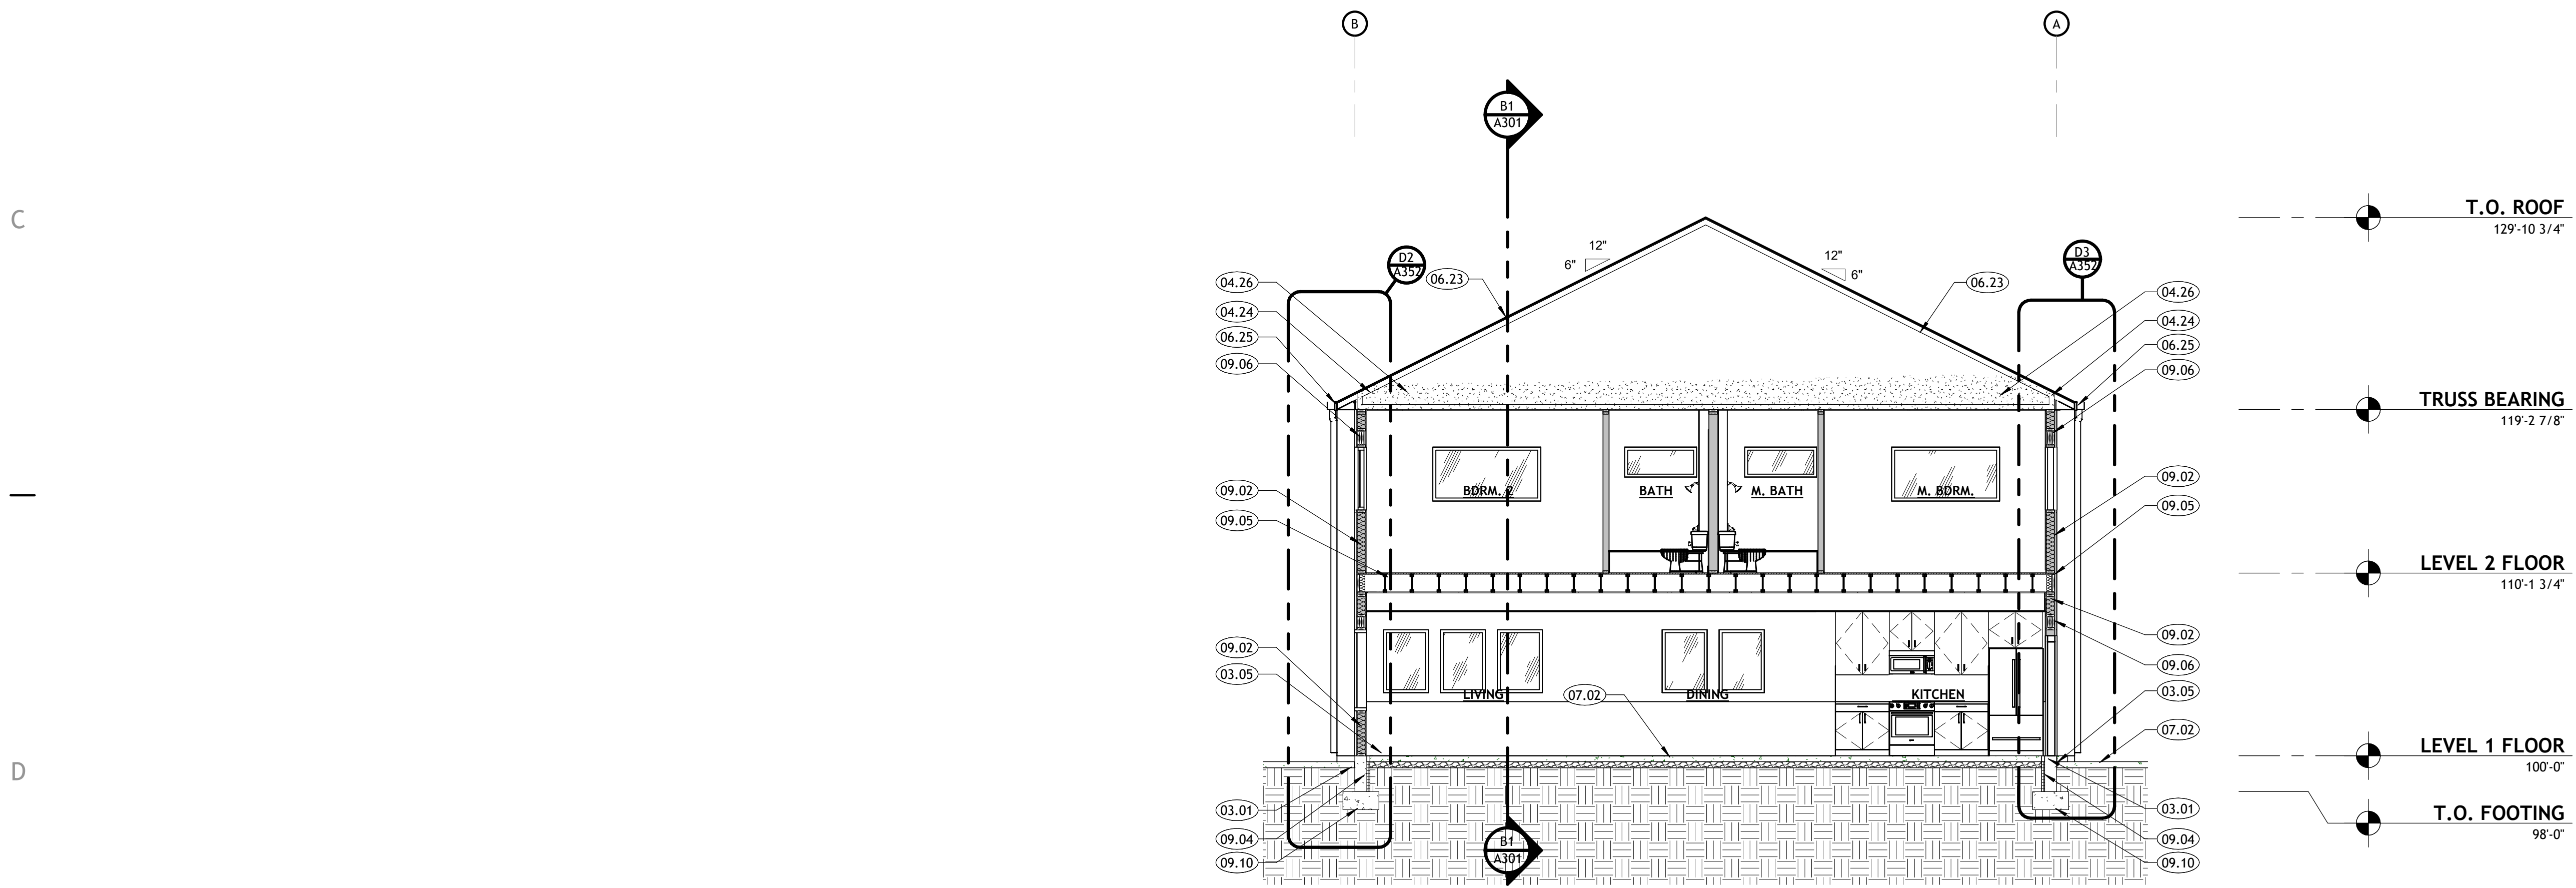 B
A
B1
A301
C
T.O. ROOF
129'-10 3/4"
12"
6"
12"
6"
D2
A352
D3
A352
06.23
06.23
04.26
04.24
06.25
09.06
04.26
04.24
06.25
09.06
TRUSS BEARING
119'-2 7/8"
BDRM. 2
BATH
M. BATH
M. BDRM.
09.02
09.05
09.02
09.05
LEVEL 2 FLOOR
110'-1 3/4"
09.02
03.05
09.02
09.06
03.05
07.02
LIVING
07.02
DINING
KITCHEN
LEVEL 1 FLOOR
100'-0"
D
03.01
09.04
09.10
03.01
09.04
09.10
T.O. FOOTING
98'-0"
B1
A301